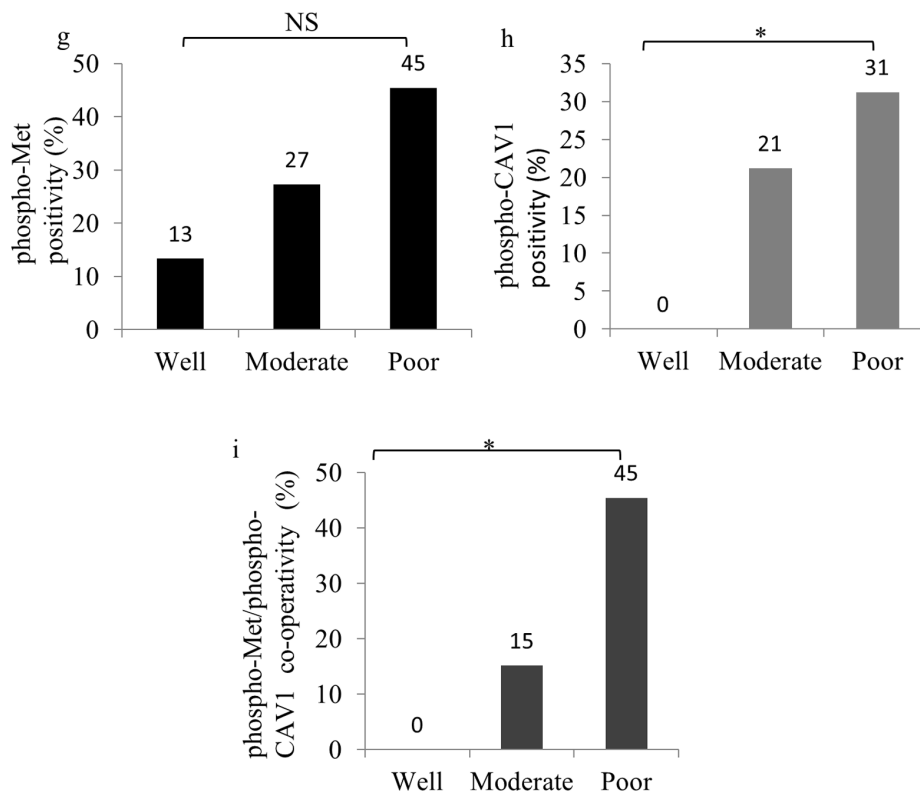 g
NS
50
40
30
20
10
0
phospho-Met
positivity (%)
13
27
45
Well
Moderate
Poor
h
*
35
30
25
20
15
10
5
0
phospho-CAV1
positivity (%)
0
21
31
Well
Moderate
Poor
i
*
50
40
30
20
10
0
phospho-Met/phospho-
CAV1 co-operativity (%)
0
15
45
Well
Moderate
Poor